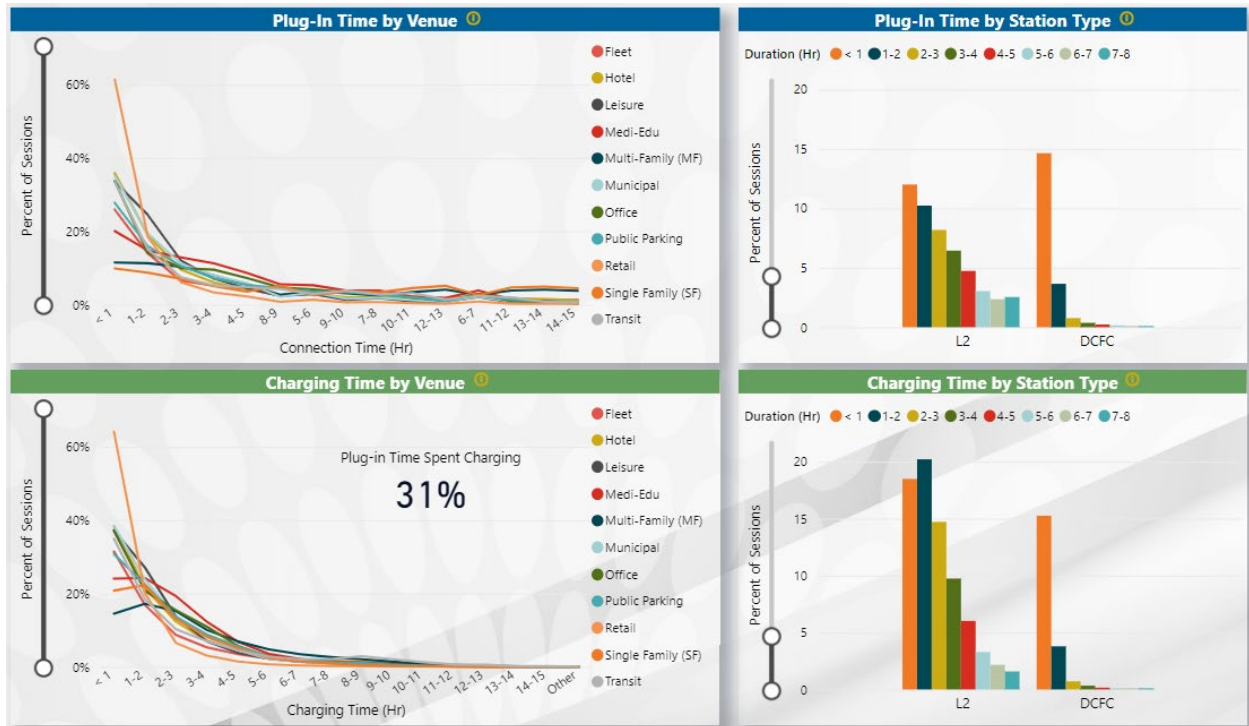 Plug-In Time by Venue
Percent of Sessions
60%
40%
20%
0%
< 1
1-2
2-3
3-4
4-5
8-9
5-6
9-10
7-8
10-11
12-13
6-7
11-12
13-14
14-15
Connection Time (Hr)
Fleet
Hotel
Leisure
Medi-Edu
Multi-Family (MF)
Municipal
Office
Public Parking
Retail
Single Family (SF)
Transit
Plug-In Time by Station Type
Duration (Hr) < 1 1-2 2-3 3-4 4-5 5-6 6-7 7-8
Percent of Sessions
20
15
10
5
0
L2 DCFC
Charging Time by Venue
Percent of Sessions
60%
40%
20%
0%
Plug-in Time Spent Charging
31%
< 1
1-2
2-3
3-4
4-5
5-6
6-7
7-8
8-9
9-10
10-11
11-12
12-13
13-14
14-15
Other
Charging Time (Hr)
Fleet
Hotel
Leisure
Medi-Edu
Multi-Family (MF)
Municipal
Office
Public Parking
Retail
Single Family (SF)
Transit
Charging Time by Station Type
Duration (Hr) < 1 1-2 2-3 3-4 4-5 5-6 6-7 7-8
Percent of Sessions
20
15
10
5
0
L2 DCFC